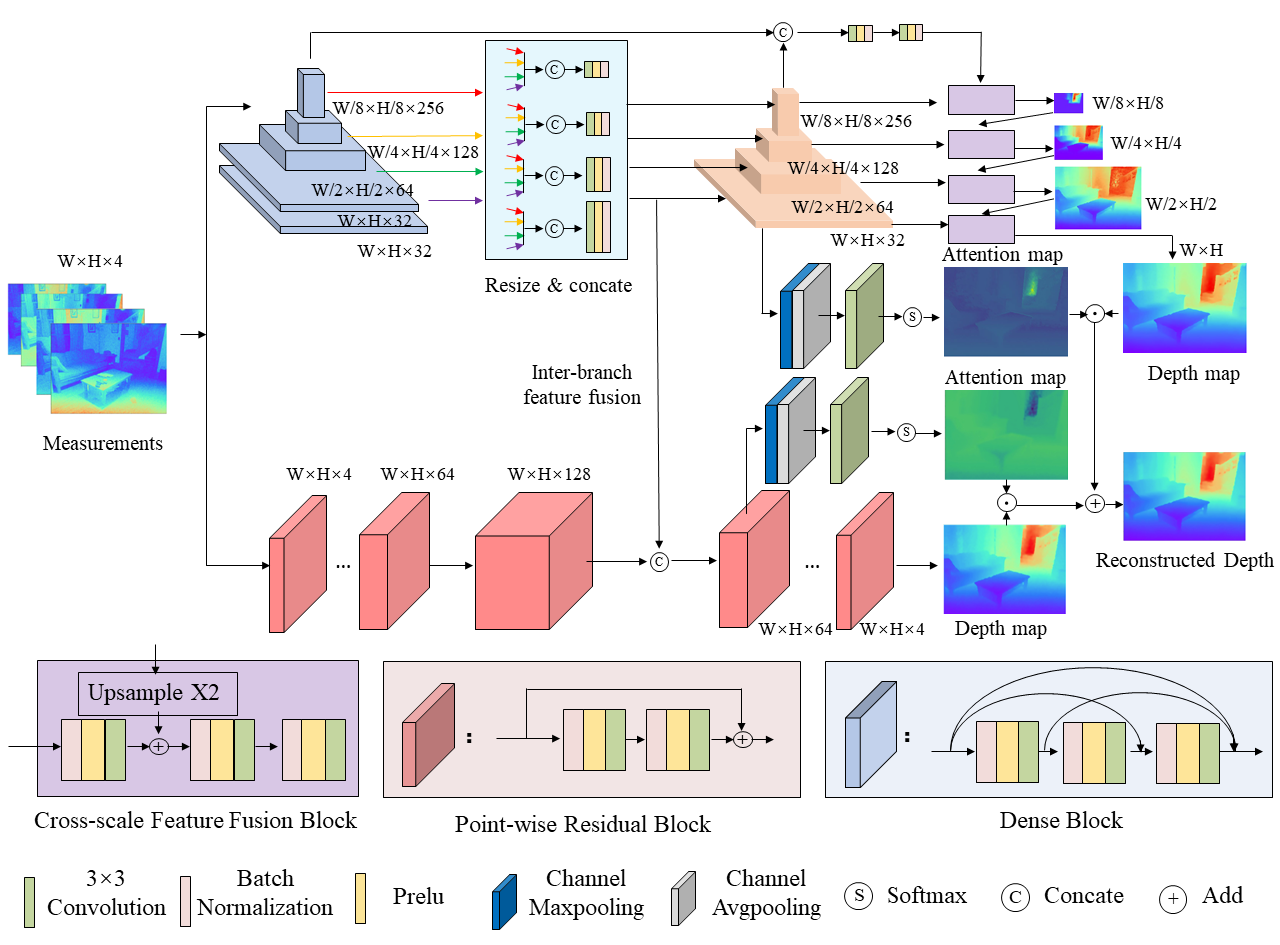 C
W/8×H/8×256
W/4×H/4×128
W/2×H/2×64
W×H×32
W×H×32
C
C
C
C
Resize & concate
W/8×H/8×256
W/4×H/4×128
W/2×H/2×64
W×H×32
W/8×H/8
W/4×H/4
W/2×H/2
W×H
W×H×4
Measurements
Attention map
S
Depth map
Inter-branch
feature fusion
Attention map
S
W×H×4
W×H×64
W×H×128
...
C
...
W×H×64
W×H×4
Depth map
+
Reconstructed Depth
Upsample X2
+
Cross-scale Feature Fusion Block
:
+
Point-wise Residual Block
:
Dense Block
3×3
Convolution
Batch
Normalization
Prelu
Channel
Maxpooling
Channel
Avgpooling
S
Softmax
C
Concate
+
Add